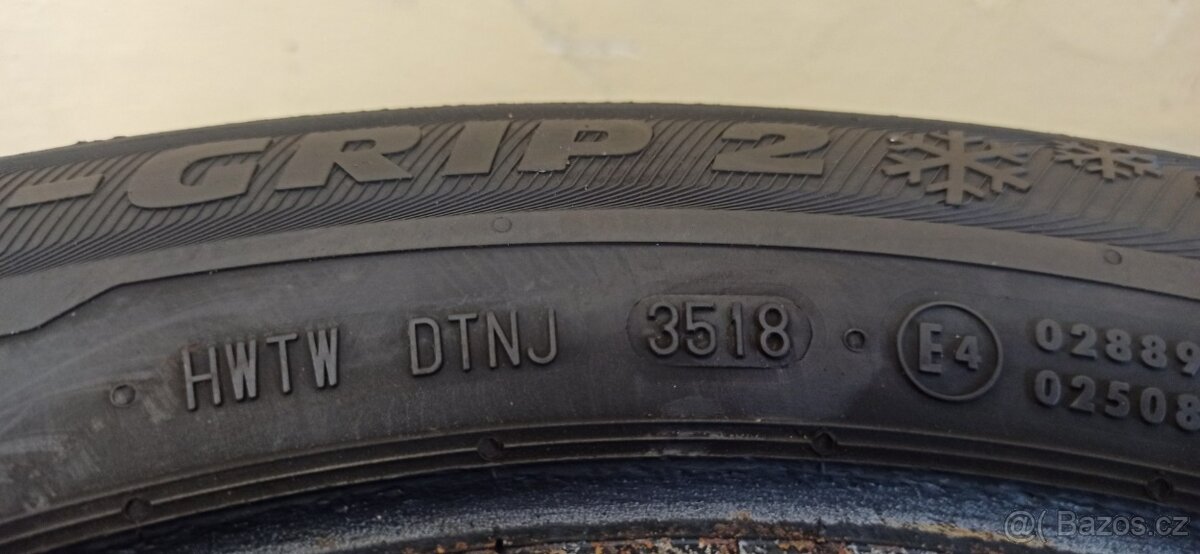 -GRIP 2
HWTW DTNJ 3518 E4 02889
02508
@( Bazos.cz